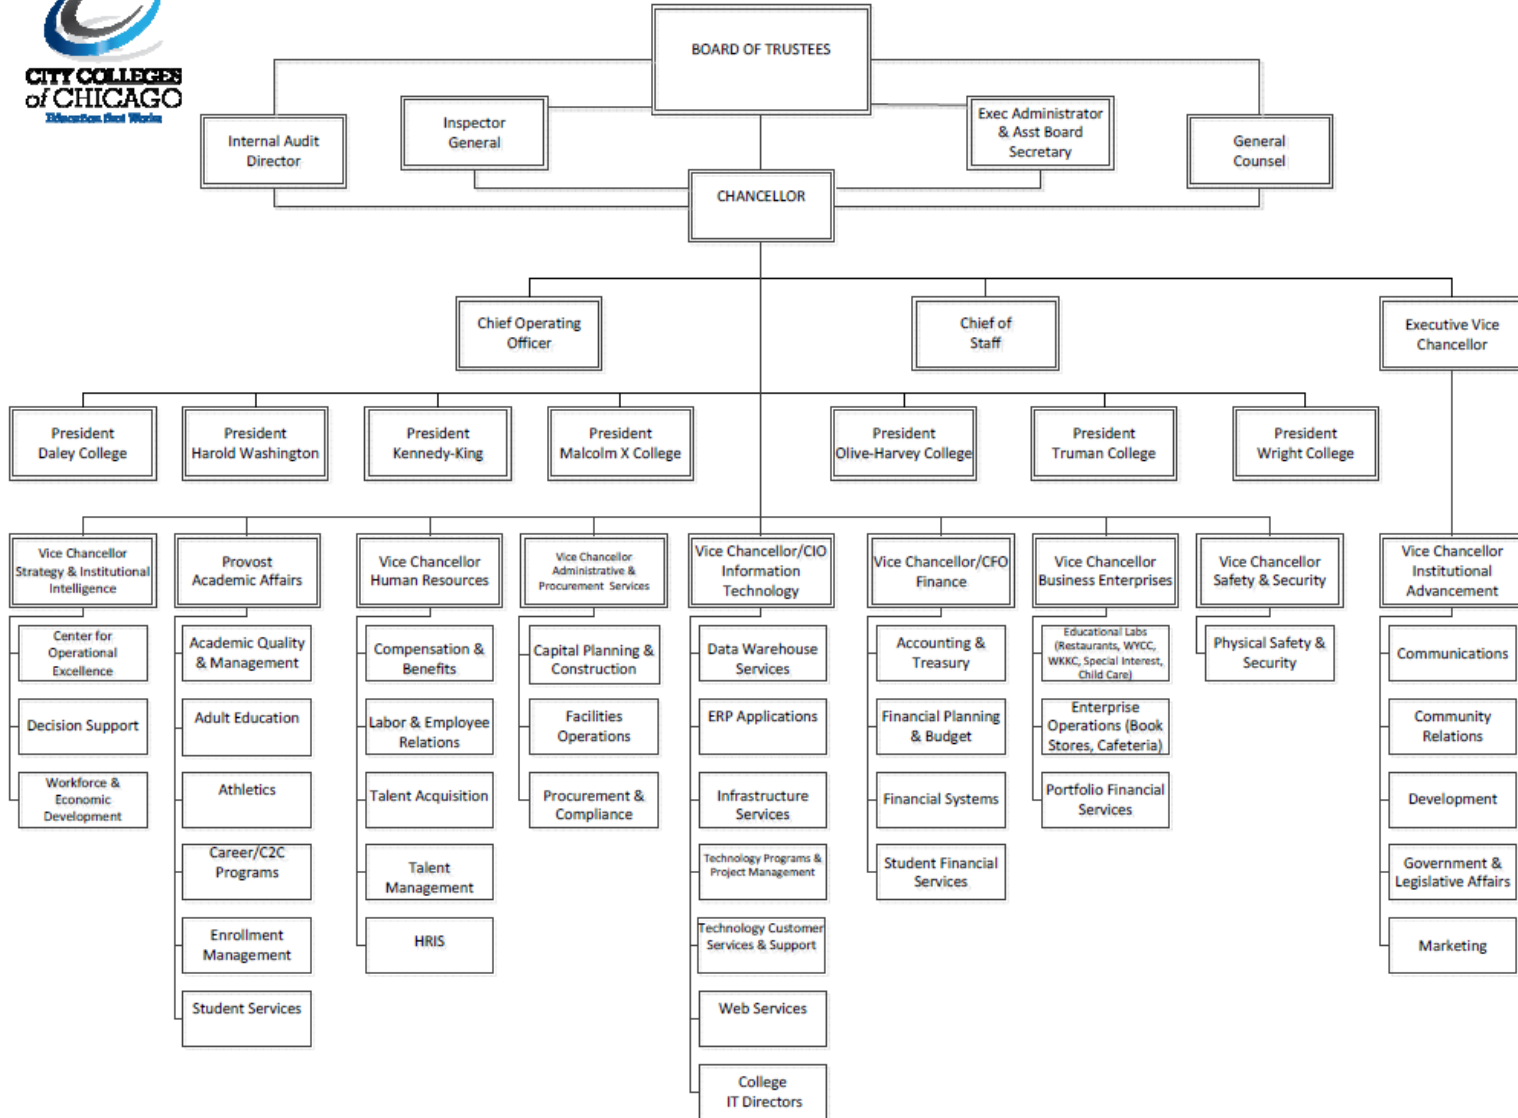 CITY COLLEGES
of CHICAGO
Education that Works
BOARD OF TRUSTEES
Internal Audit
Director
Inspector
General
Exec Administrator
& Asst Board
Secretary
General
Counsel
CHANCELLOR
Chief Operating
Officer
Chief of
Staff
Executive Vice
Chancellor
President
Daley College
President
Harold Washington
President
Kennedy-King
President
Malcolm X College
President
Olive-Harvey College
President
Truman College
President
Wright College
Vice Chancellor
Strategy & Institutional
Intelligence
Provost
Academic Affairs
Vice Chancellor
Human Resources
Vice Chancellor
Administrative &
Procurement Services
Vice Chancellor/CIO
Information
Technology
Vice Chancellor/CFO
Finance
Vice Chancellor
Business Enterprises
Vice Chancellor
Safety & Security
Vice Chancellor
Institutional
Advancement
Center for
Operational
Excellence
Academic Quality
& Management
Compensation &
Benefits
Capital Planning &
Construction
Data Warehouse
Services
Accounting &
Treasury
Educational Labs
(Restaurants, WYCC,
WKKC, Special Interest,
Child Care)
Physical Safety &
Security
Communications
Decision Support
Adult Education
Labor & Employee
Relations
Facilities
Operations
ERP Applications
Financial Planning
& Budget
Enterprise
Operations (Book
Stores, Cafeteria)
Community
Relations
Workforce &
Economic
Development
Athletics
Talent Acquisition
Procurement &
Compliance
Infrastructure
Services
Financial Systems
Portfolio Financial
Services
Development
Career/C2C
Programs
Talent
Management
Technology Programs &
Project Management
Student Financial
Services
Government &
Legislative Affairs
Enrollment
Management
HRIS
Technology Customer
Services & Support
Marketing
Student Services
Web Services
College
IT Directors